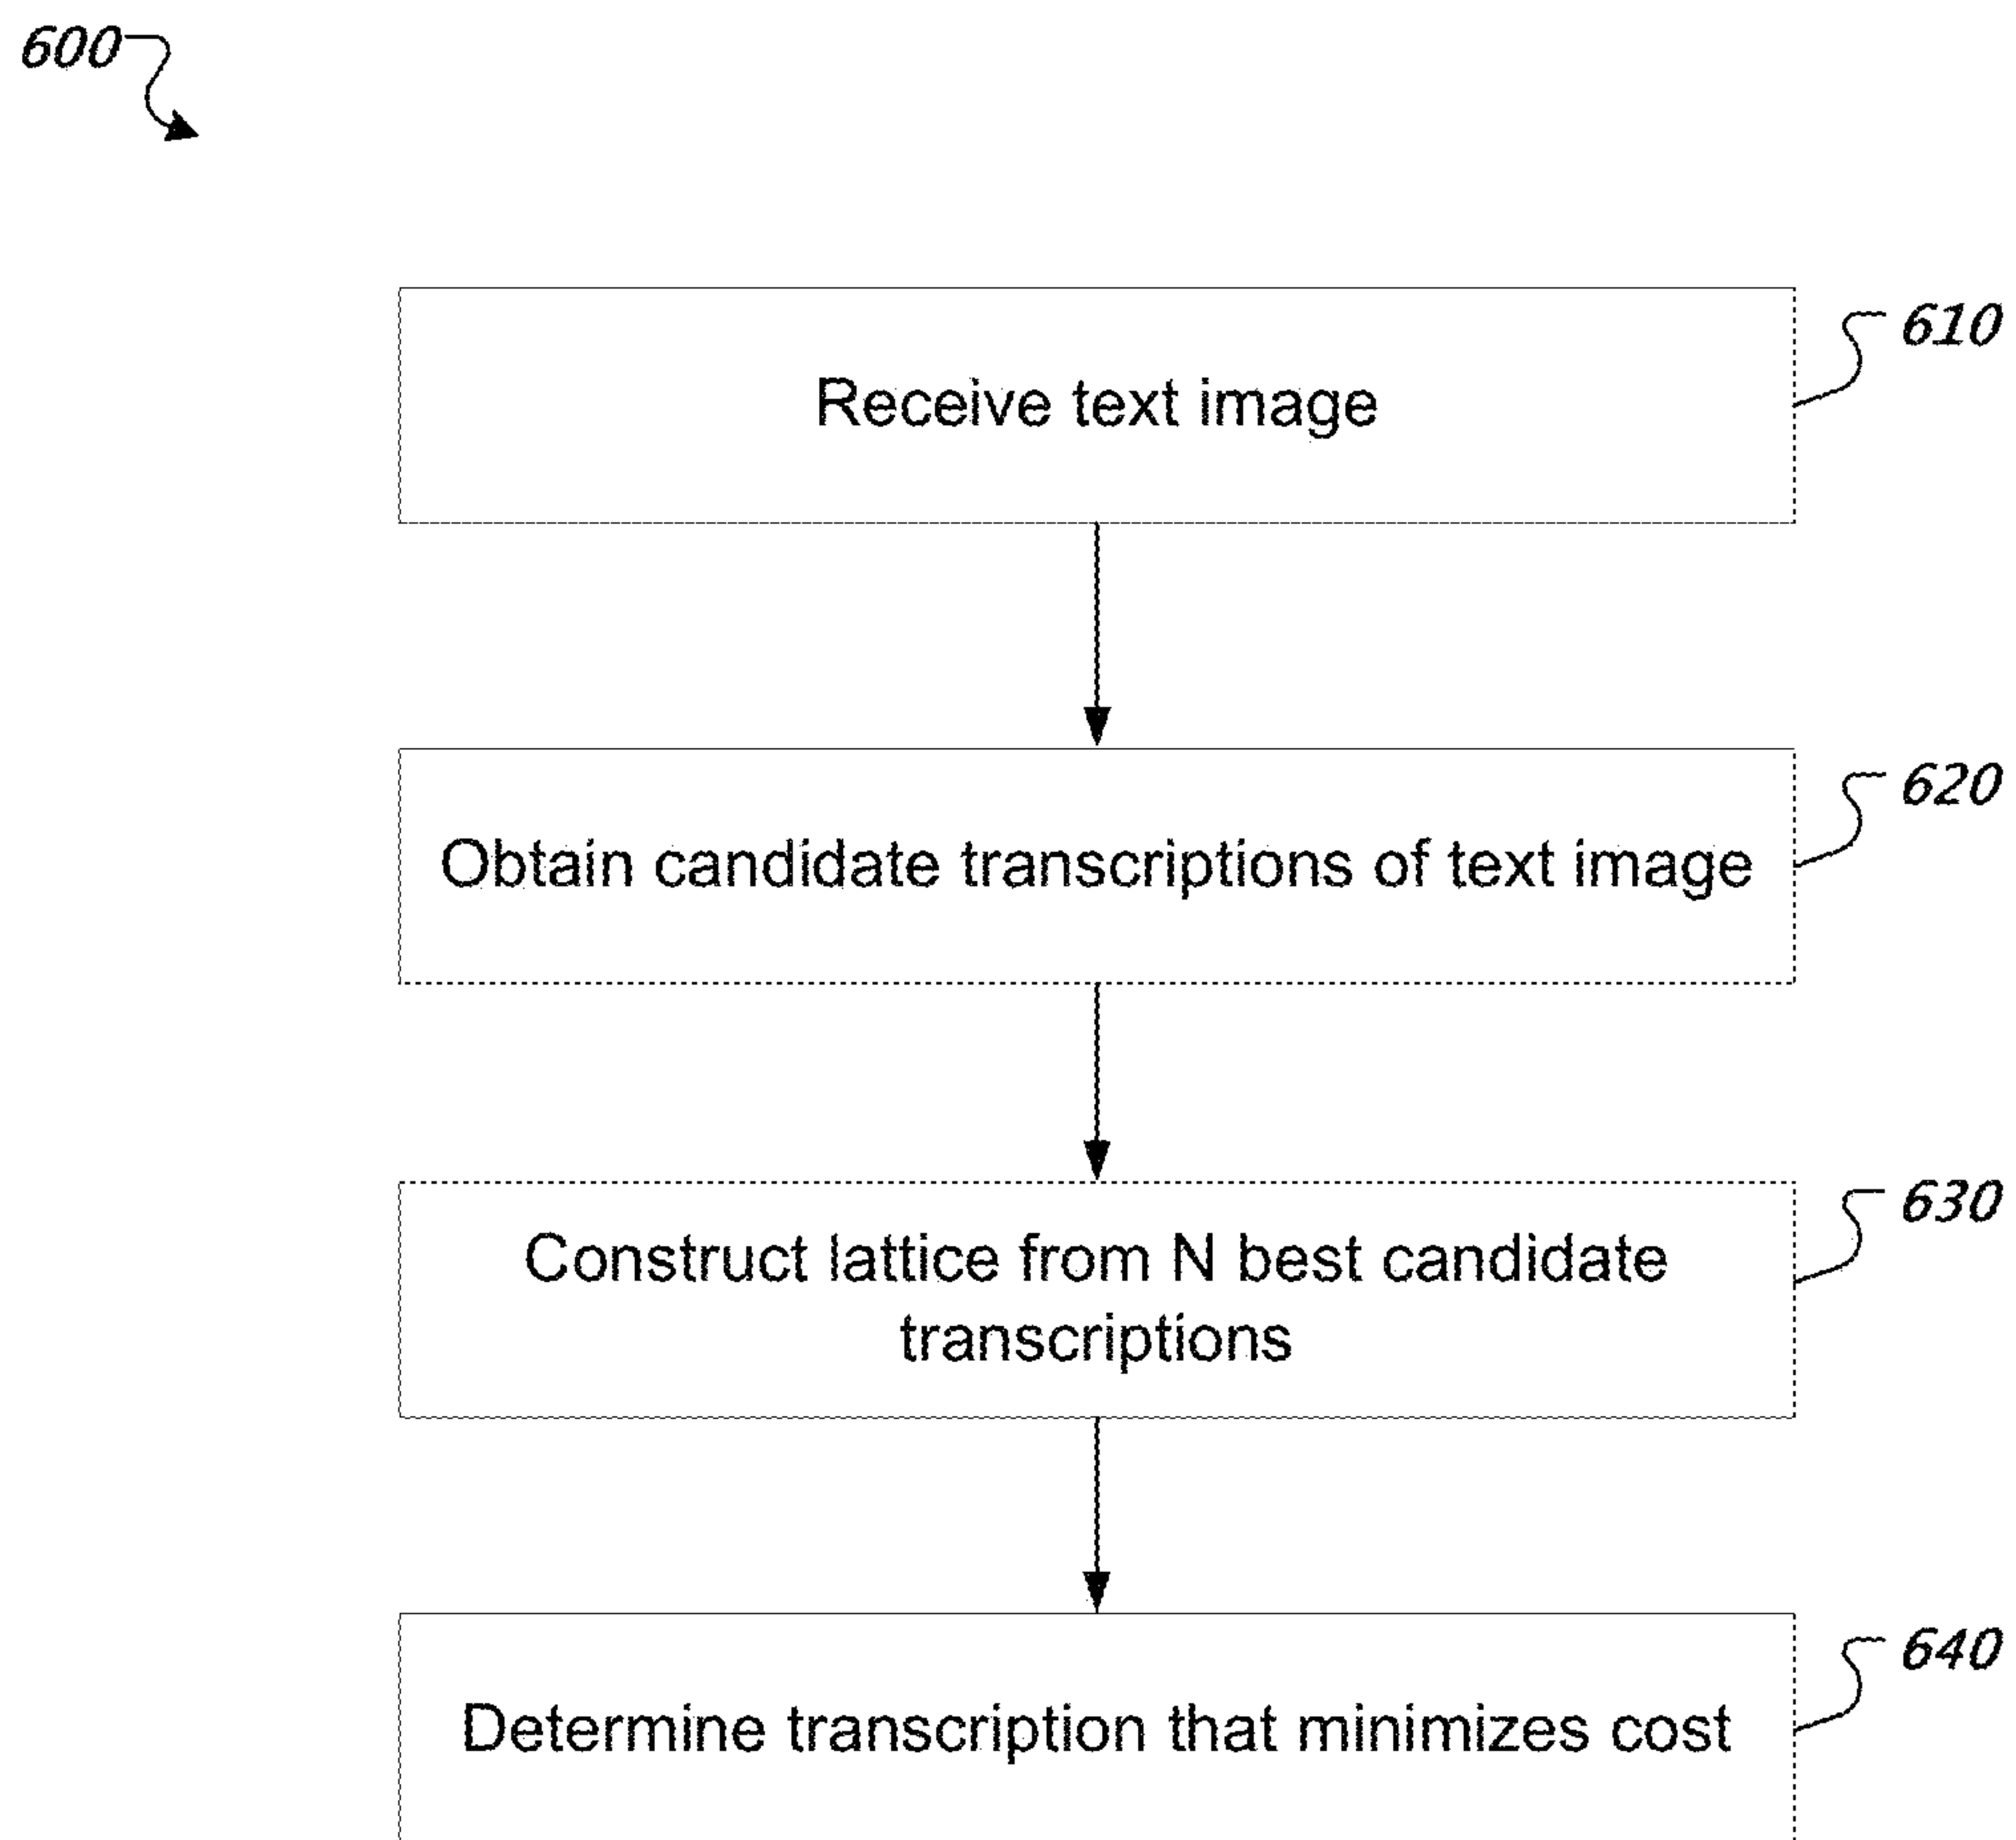 600
Receive text image
610
Obtain candidate transcriptions of text image
620
Construct lattice from N best candidate
transcriptions
630
Determine transcription that minimizes cost
640